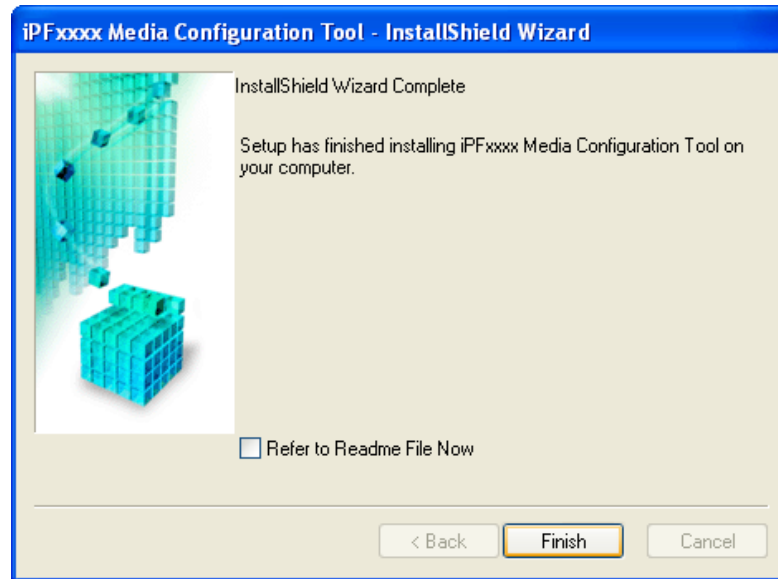 iPFxxxx Media Configuration Tool - InstallShield Wizard
InstallShield Wizard Complete
Setup has finished installing iPFxxxx Media Configuration Tool on
your computer.
Refer to Readme File Now
< Back
Finish
Cancel